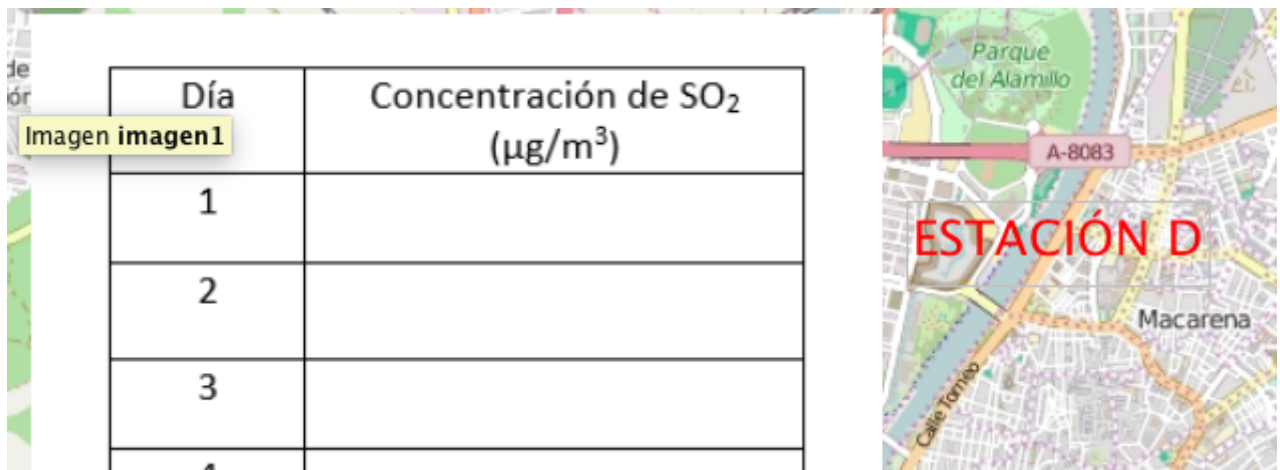 Día
Concentración de SO₂
(µg/m³)
Imagen imagen1
1
2
3
Parque
del Alamillo
A-8083
ESTACIÓN D
Macarena
Calle Torneo